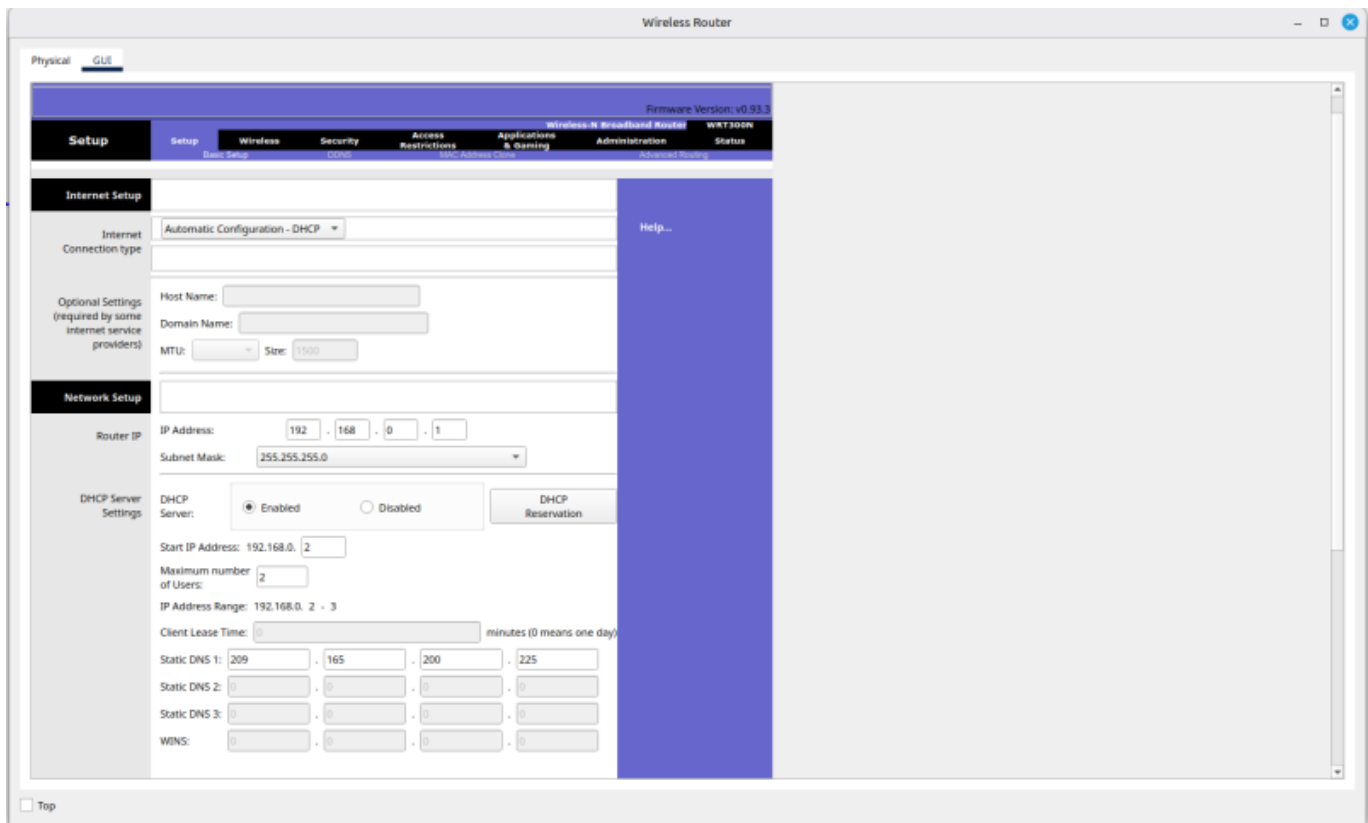 Wireless Router
Physical GUI
Firmware Version: v0.93.3
Wireless-N Broadband Router WRT300N
Setup
Setup Wireless Security Access Restrictions Applications & Gaming Administration Status
Basic Setup DDNS MAC Address Clone Advanced Routing
Internet Setup
Help...
Internet Connection type
Automatic Configuration - DHCP
Optional Settings (required by some internet service providers)
Host Name:
Domain Name:
MTU: Size: 1500
Network Setup
Router IP
IP Address: 192 . 168 . 0 . 1
Subnet Mask: 255.255.255.0
DHCP Server Settings
DHCP Server: Enabled Disabled DHCP Reservation
Start IP Address: 192.168.0. 2
Maximum number of Users: 2
IP Address Range: 192.168.0. 2 - 3
Client Lease Time: 0 minutes (0 means one day)
Static DNS 1: 209 . 165 . 200 . 225
Static DNS 2: 0 . 0 . 0 . 0
Static DNS 3: 0 . 0 . 0 . 0
WINS: 0 . 0 . 0 . 0
Top